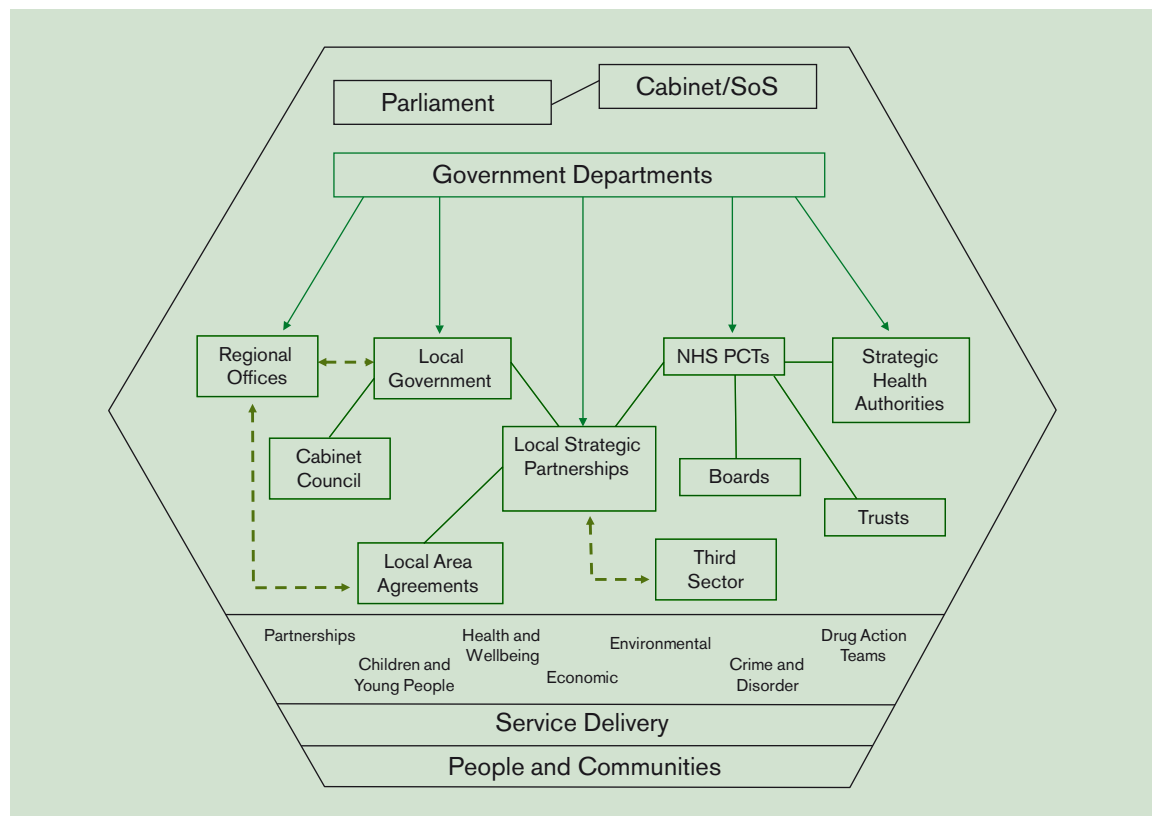 Parliament
Cabinet/SoS
Government Departments
Regional
Offices
Local
Government
NHS PCTs
Strategic
Health
Authorities
Cabinet
Council
Local Strategic
Partnerships
Boards
Trusts
Local Area
Agreements
Third
Sector
Partnerships
Children and
Young People
Health and
Wellbeing
Economic
Environmental
Crime and
Disorder
Drug Action
Teams
Service Delivery
People and Communities